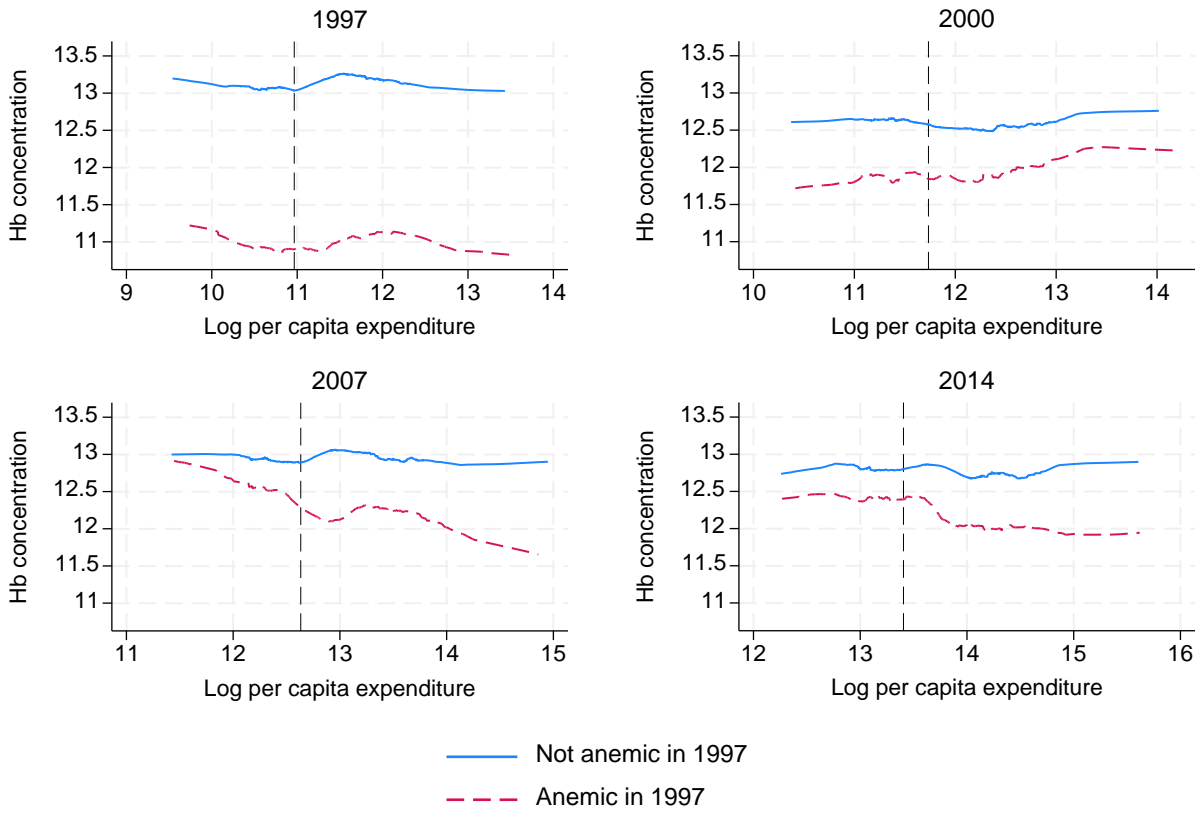 1997
Hb concentration
13.5
13
12.5
12
11.5
11
9 10 11 12 13 14
Log per capita expenditure
2000
Hb concentration
13.5
13
12.5
12
11.5
11
10 11 12 13 14
Log per capita expenditure
2007
Hb concentration
13.5
13
12.5
12
11.5
11
11 12 13 14 15
Log per capita expenditure
2014
Hb concentration
13.5
13
12.5
12
11.5
11
12 13 14 15 16
Log per capita expenditure
Not anemic in 1997
Anemic in 1997